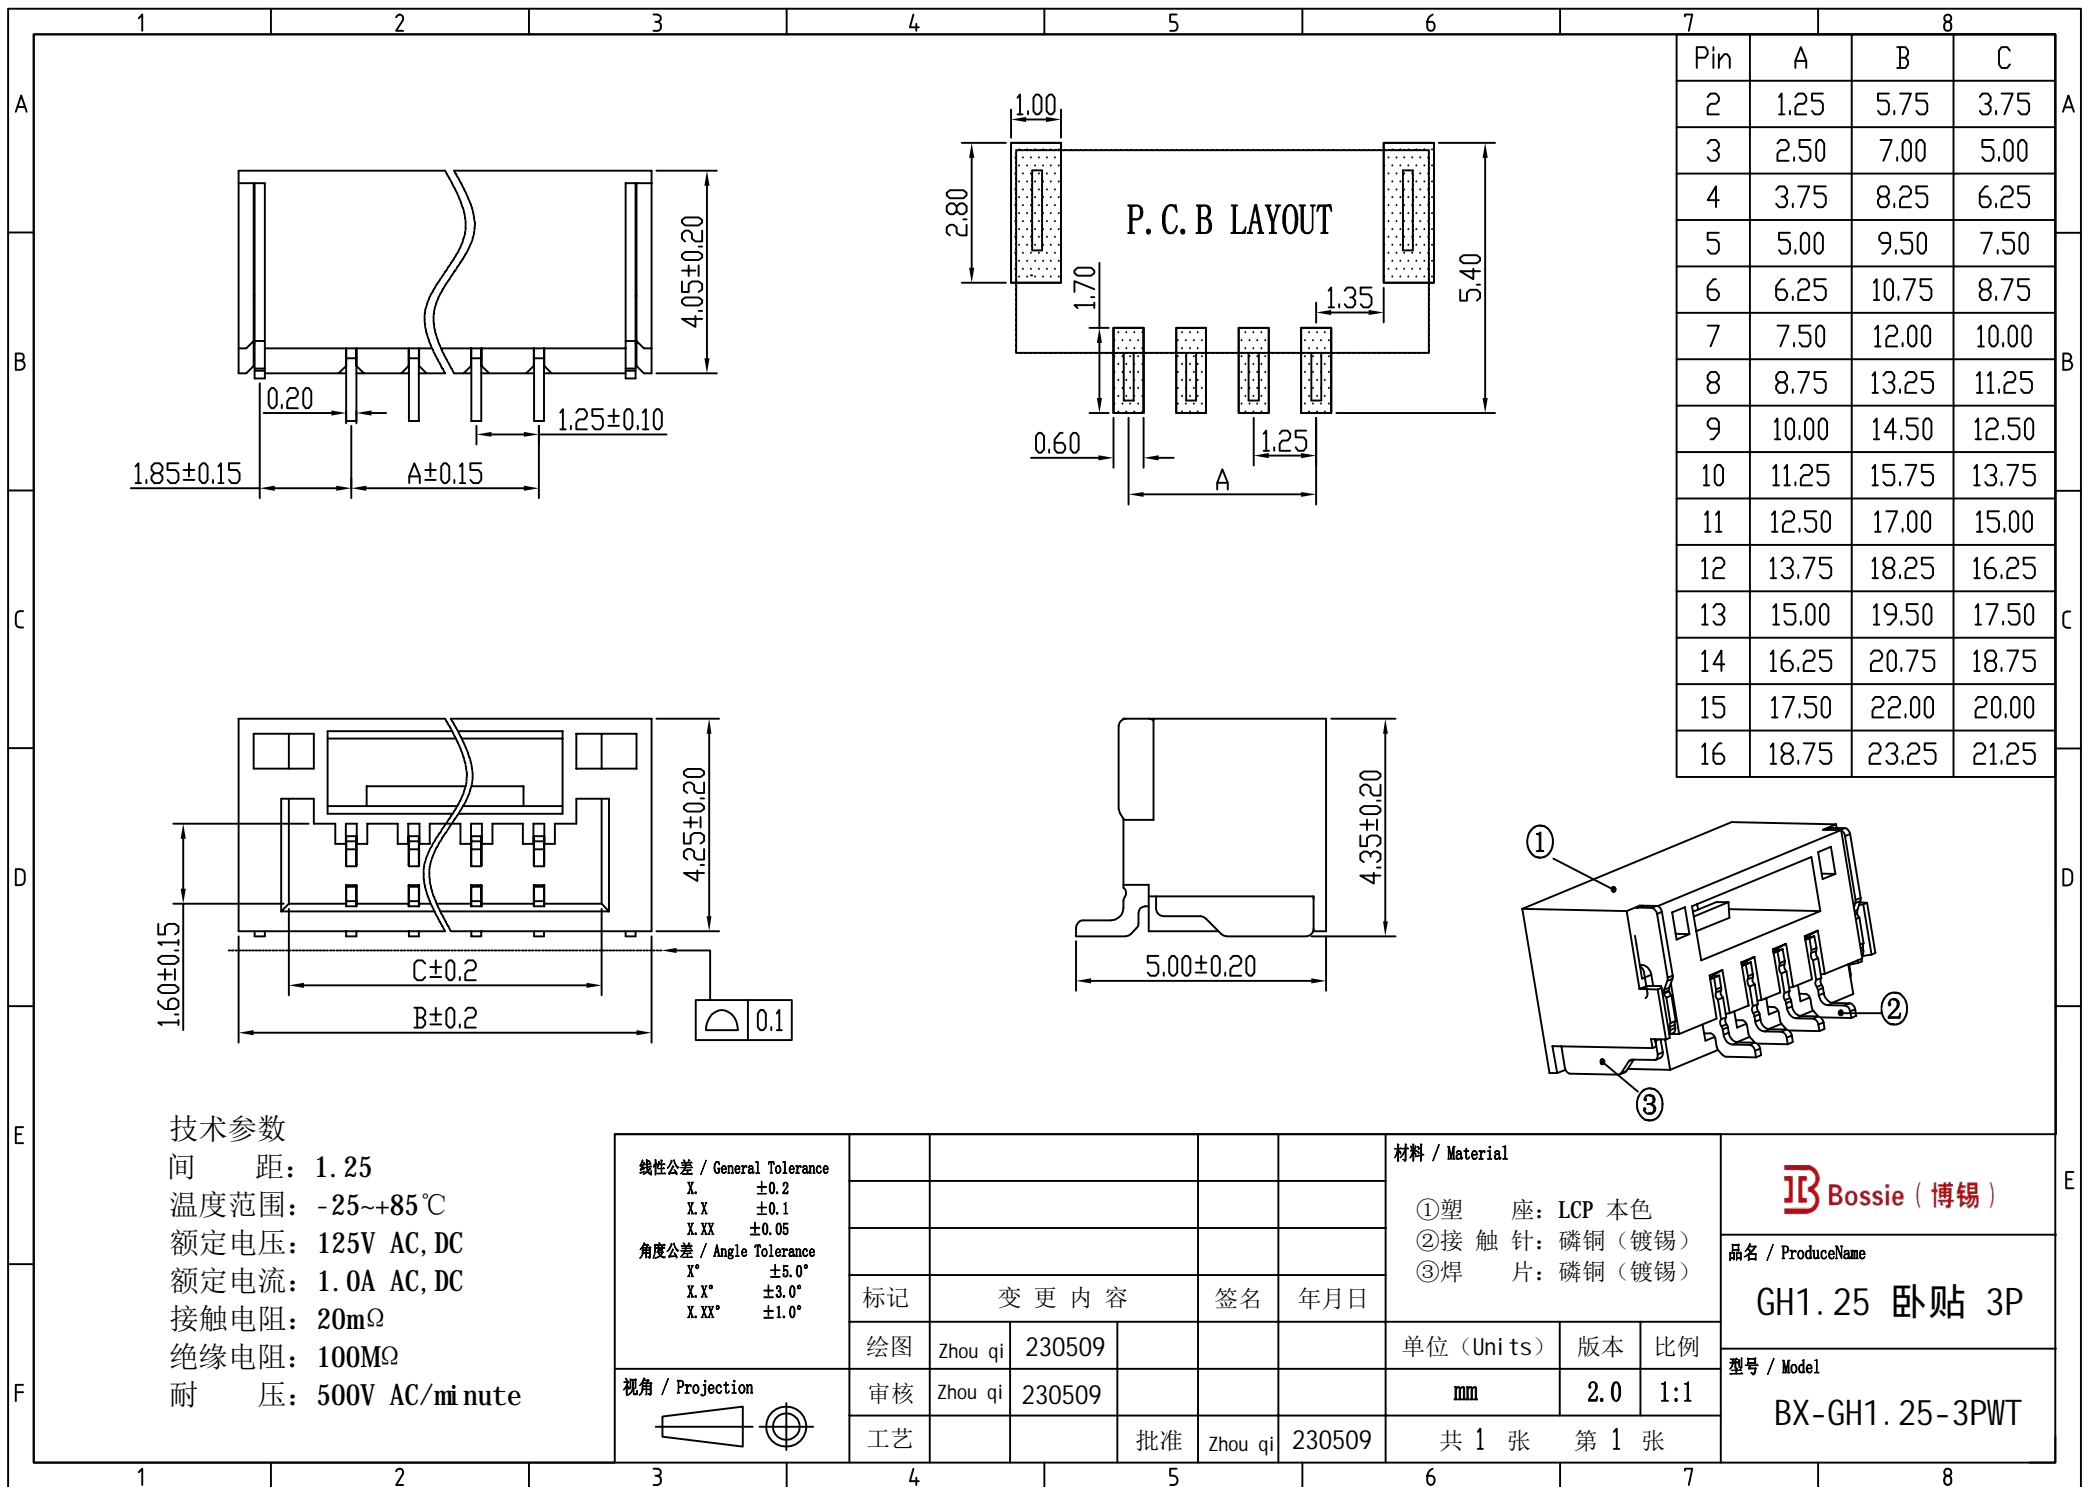 1 2 3 4 5 6 7 8
A
B
C
D
E
F
A
B
C
D
E
Pin A B C
2 1.25 5.75 3.75
3 2.50 7.00 5.00
4 3.75 8.25 6.25
5 5.00 9.50 7.50
6 6.25 10.75 8.75
7 7.50 12.00 10.00
8 8.75 13.25 11.25
9 10.00 14.50 12.50
10 11.25 15.75 13.75
11 12.50 17.00 15.00
12 13.75 18.25 16.25
13 15.00 19.50 17.50
14 16.25 20.75 18.75
15 17.50 22.00 20.00
16 18.75 23.25 21.25
4.05±0.20
0.20
1.25±0.10
1.85±0.15
A±0.15
1.00
2.80
P.C.B LAYOUT
1.70
1.35
5.40
0.60
1.25
A
4.25±0.20
1.60±0.15
C±0.2
B±0.2
0.1
4.35±0.20
5.00±0.20
①
②
③
技术参数
间 距: 1.25
温度范围: -25~+85℃
额定电压: 125V AC,DC
额定电流: 1.0A AC,DC
接触电阻: 20mΩ
绝缘电阻: 100MΩ
耐 压: 500V AC/minute
线性公差 / General Tolerance
X. ±0.2
X.X ±0.1
X.XX ±0.05
角度公差 / Angle Tolerance
X° ±5.0°
X.X° ±3.0°
X.XX° ±1.0°
视角 / Projection
标记 变更内容 签名 年月日
绘图 Zhou qi 230509
审核 Zhou qi 230509
工艺 批准 Zhou qi 230509
材料 / Material
①塑 座: LCP 本色
②接 触 针: 磷铜（镀锡）
③焊 片: 磷铜（镀锡）
单位（Units） 版本 比例
mm 2.0 1:1
共 1 张 第 1 张
Bossie（博锡）
品名 / ProduceName
GH1.25 卧贴 3P
型号 / Model
BX-GH1.25-3PWT
1 2 3 4 5 6 7 8